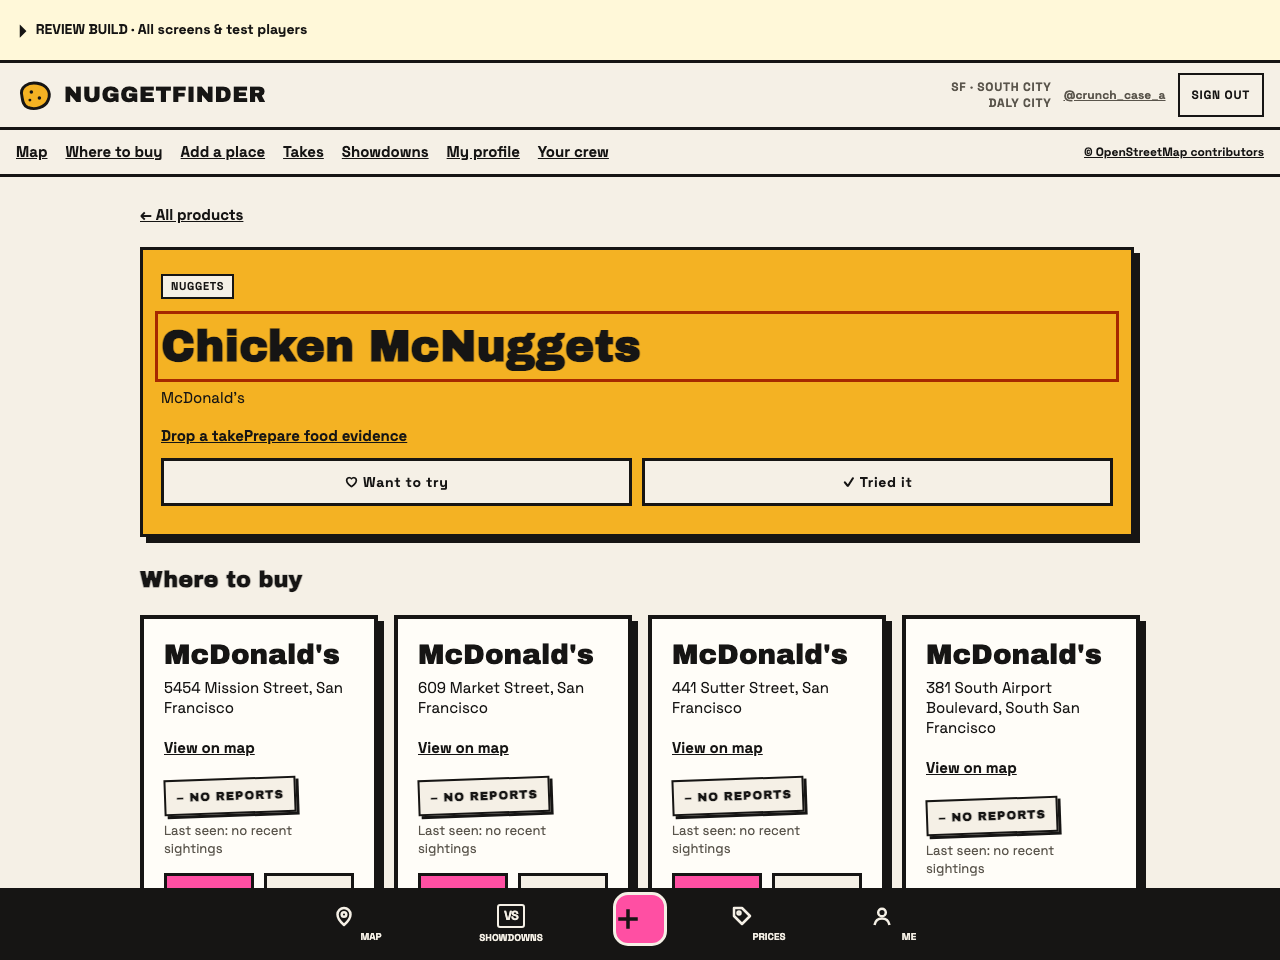 REVIEW BUILD · All screens & test players
NUGGETFINDER
SF · SOUTH CITY
DALY CITY
@crunch_case_a
SIGN OUT
Map Where to buy Add a place Takes Showdowns My profile Your crew
© OpenStreetMap contributors
← All products
NUGGETS
Chicken McNuggets
McDonald's
Drop a takePrepare food evidence
♡ Want to try
✓ Tried it
Where to buy
McDonald's
5454 Mission Street, San
Francisco
View on map
– NO REPORTS
Last seen: no recent
sightings
McDonald's
609 Market Street, San
Francisco
View on map
– NO REPORTS
Last seen: no recent
sightings
McDonald's
441 Sutter Street, San
Francisco
View on map
– NO REPORTS
Last seen: no recent
sightings
McDonald's
381 South Airport
Boulevard, South San
Francisco
View on map
– NO REPORTS
Last seen: no recent
sightings
MAP
VS
SHOWDOWNS
+
PRICES
ME